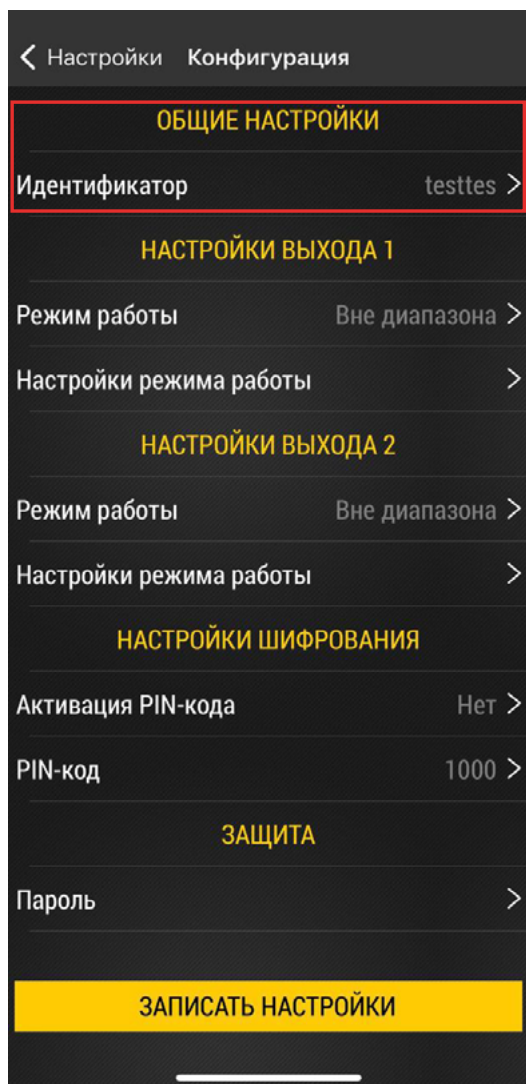 Настройки Конфигурация
ОБЩИЕ НАСТРОЙКИ
Идентификатор testtes
НАСТРОЙКИ ВЫХОДА 1
Режим работы Вне диапазона
Настройки режима работы
НАСТРОЙКИ ВЫХОДА 2
Режим работы Вне диапазона
Настройки режима работы
НАСТРОЙКИ ШИФРОВАНИЯ
Активация PIN-кода Нет
PIN-код 1000
ЗАЩИТА
Пароль
ЗАПИСАТЬ НАСТРОЙКИ